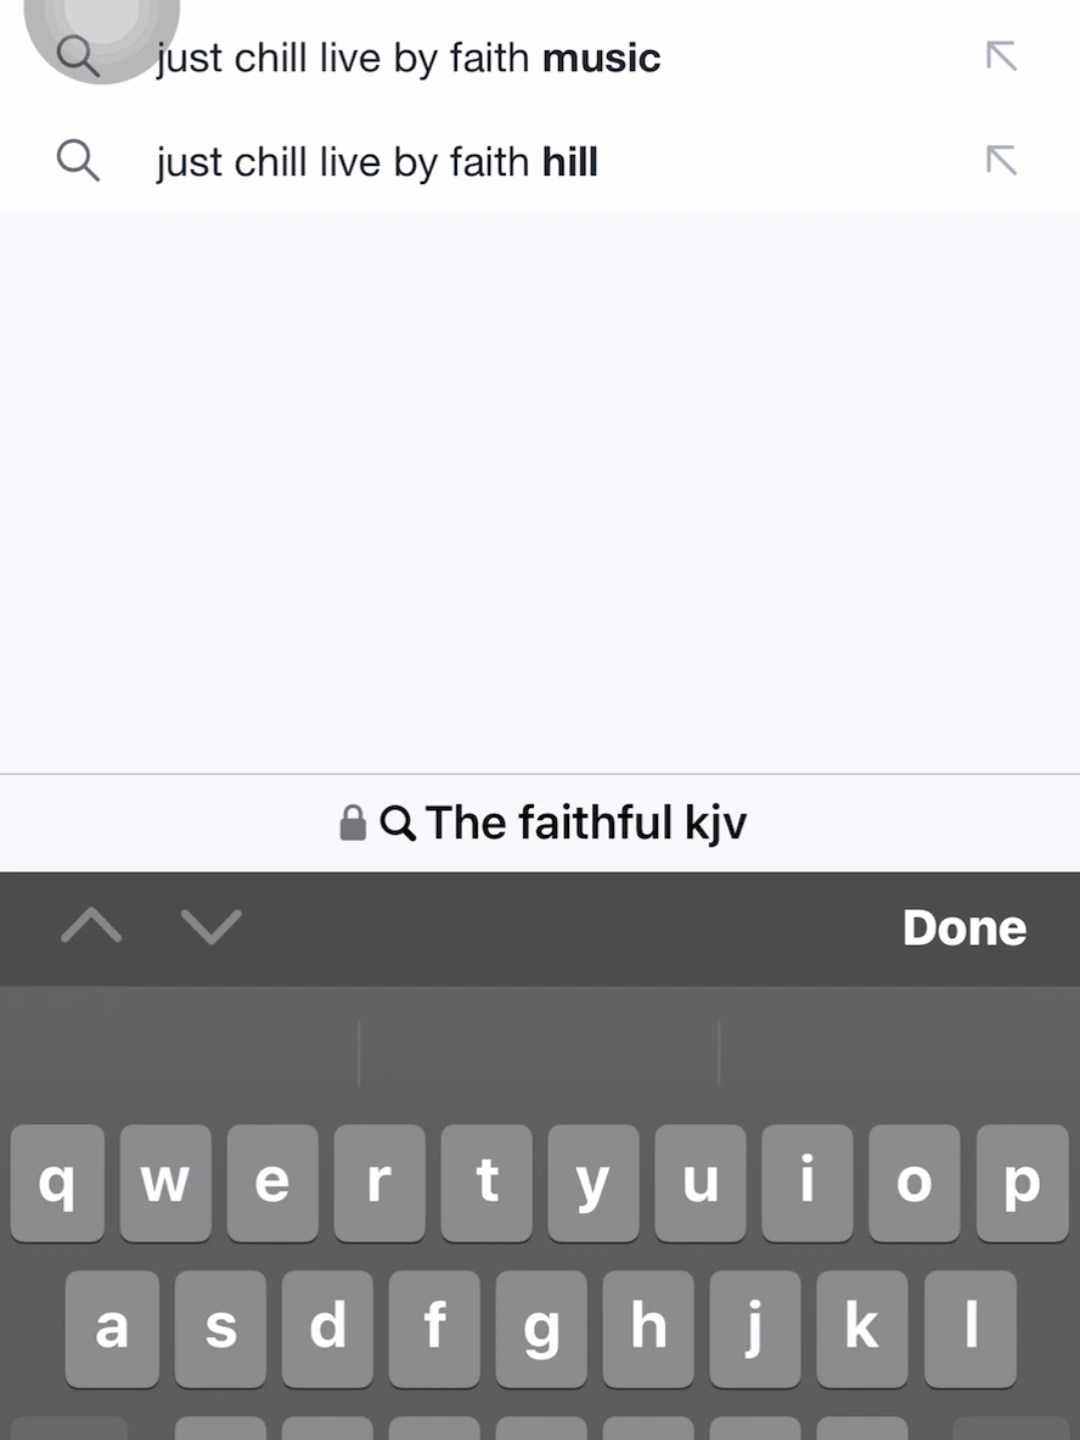 just chill live by faith music
just chill live by faith hill
The faithful kjv
Done
q w e r t y u i o p
a s d f g h j k l